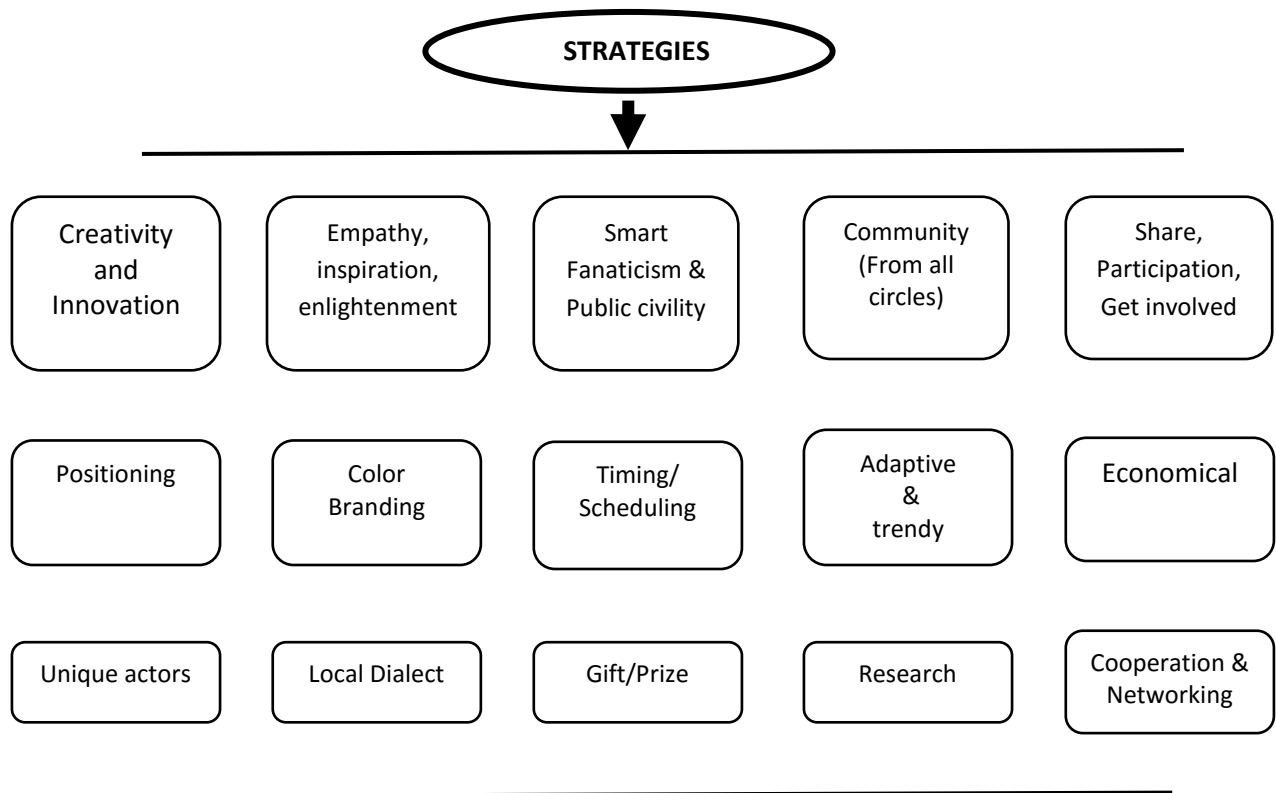 STRATEGIES
Creativity
and
Innovation
Empathy,
inspiration,
enlightenment
Smart
Fanaticism &
Public civility
Community
(From all
circles)
Share,
Participation,
Get involved
Positioning
Color
Branding
Timing/
Scheduling
Adaptive
&
trendy
Economical
Unique actors
Local Dialect
Gift/Prize
Research
Cooperation &
Networking